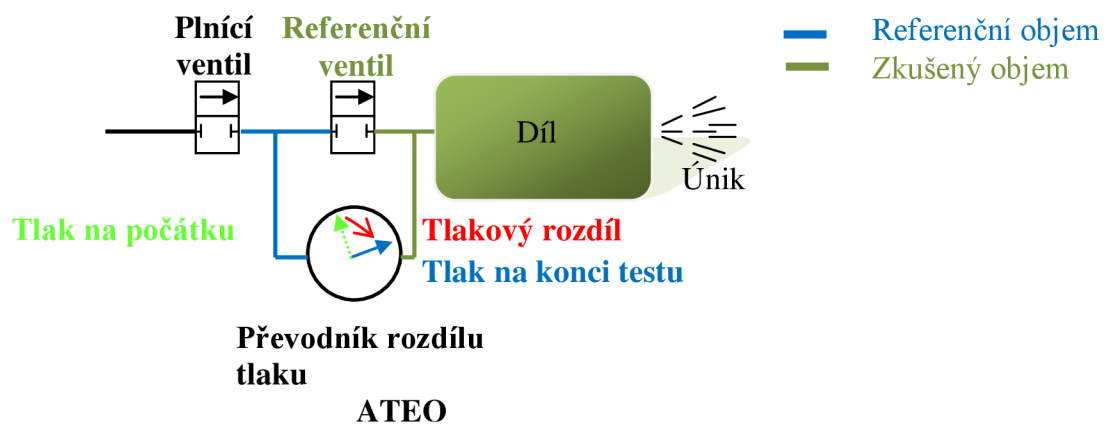 Plnící
ventil
Referenční
ventil
Referenční objem
Zkušený objem
Díl
Únik
Tlak na počátku
Tlakový rozdíl
Tlak na konci testu
Převodník rozdílu
tlaku
ATEO